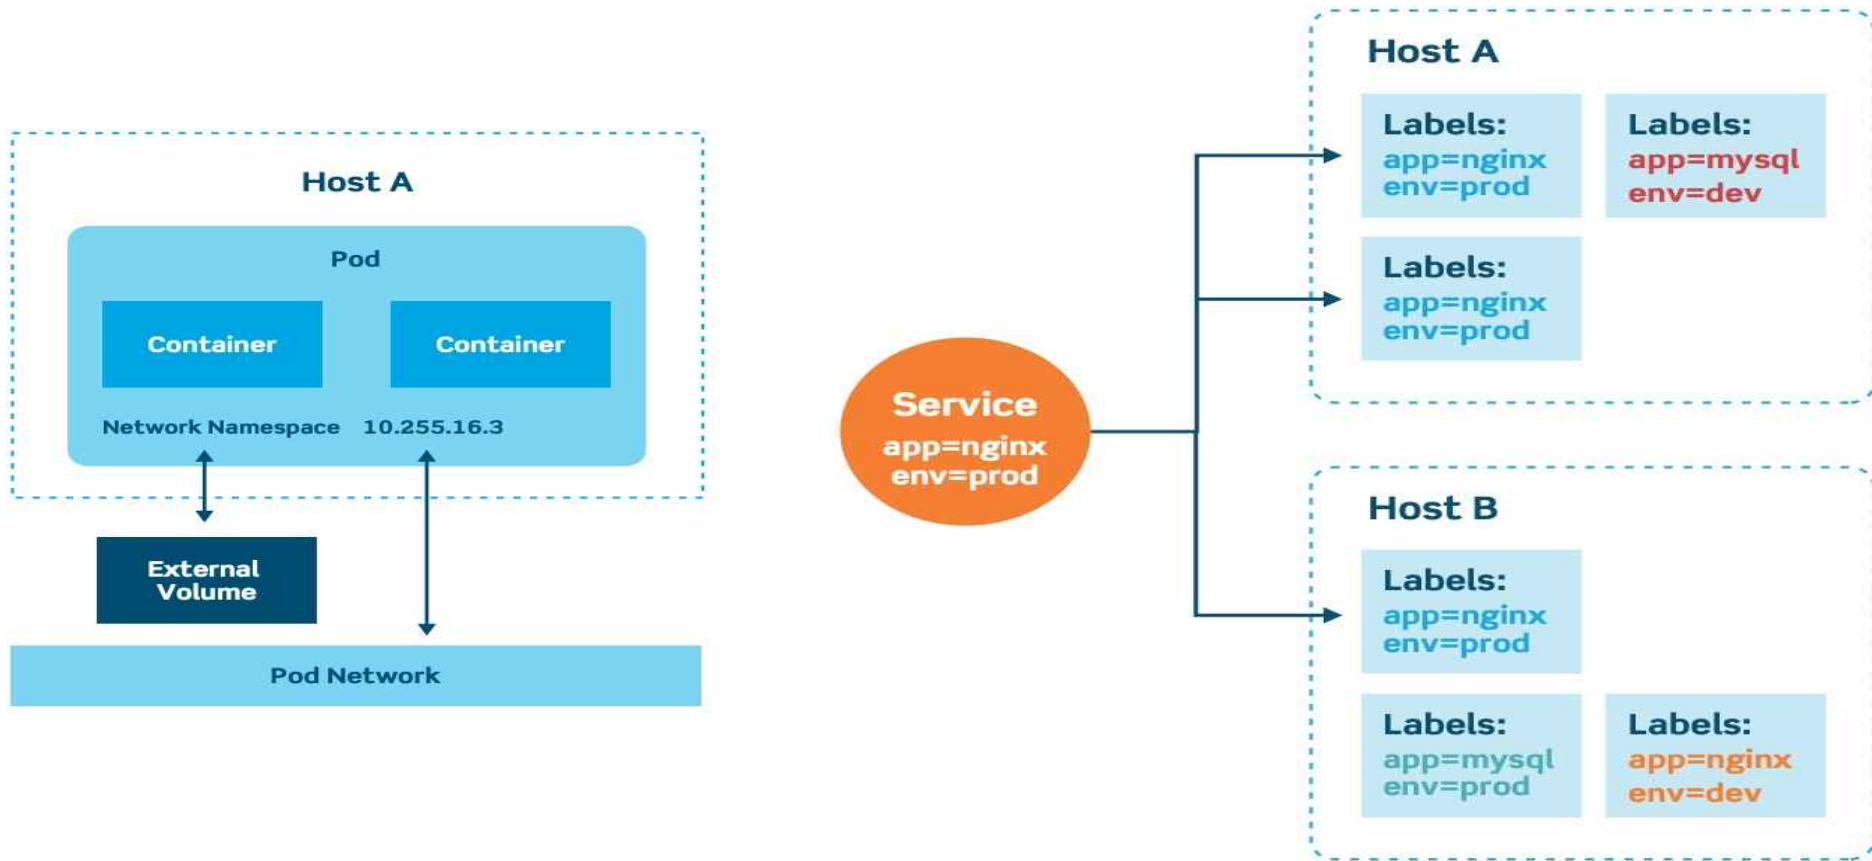 Host A
Pod
Container
Container
Network Namespace 10.255.16.3
External
Volume
Pod Network
Service
app=nginx
env=prod
Host A
Labels:
app=nginx
env=prod
Labels:
app=mysql
env=dev
Labels:
app=nginx
env=prod
Host B
Labels:
app=nginx
env=prod
Labels:
app=mysql
env=prod
Labels:
app=nginx
env=dev